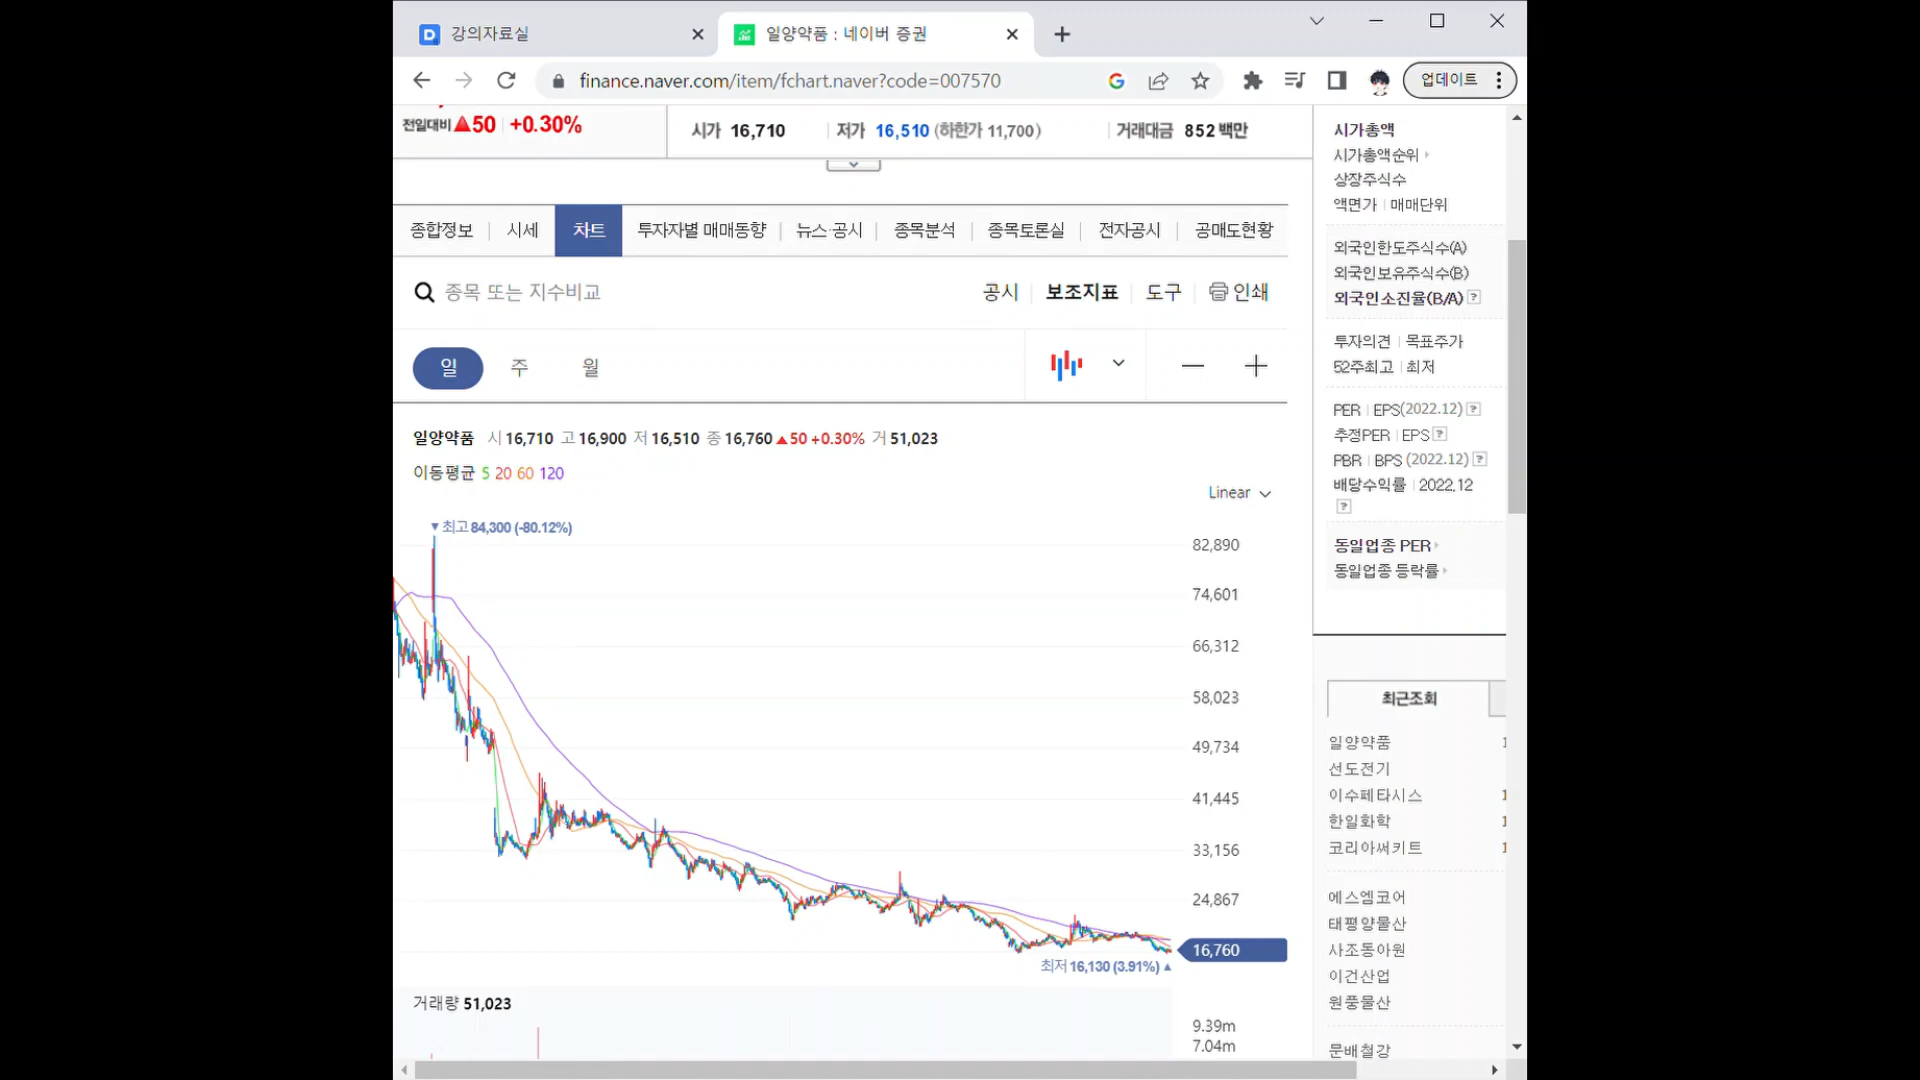 강의자료실
일양약품 : 네이버 증권
finance.naver.com/item/fchart.naver?code=007570
업데이트
전일대비 ▲50 +0.30%
시가 16,710
저가 16,510 (하한가 11,700)
거래대금 852 백만
종합정보
시세
차트
투자자별 매매동향
뉴스·공시
종목분석
종목토론실
전자공시
공매도현황
종목 또는 지수비교
공시
보조지표
도구
인쇄
일
주
월
일양약품 시 16,710 고 16,900 저 16,510 종 16,760 ▲50 +0.30% 거 51,023
이동평균 5 20 60 120
Linear
▼최고 84,300 (-80.12%)
82,890
74,601
66,312
58,023
49,734
41,445
33,156
24,867
16,760
최저 16,130 (3.91%) ▲
거래량 51,023
9.39m
7.04m
시가총액
시가총액순위
상장주식수
액면가 | 매매단위
외국인한도주식수(A)
외국인보유주식수(B)
외국인소진율(B/A) ?
투자의견 | 목표주가
52주최고 | 최저
PER | EPS(2022.12) ?
추정PER | EPS ?
PBR | BPS (2022.12) ?
배당수익률 | 2022.12
?
동일업종 PER
동일업종 등락률
최근조회
일양약품 1
선도전기
이수페타시스 1
한일화학 1
코리아써키트 1
에스엠코어
태평양물산
사조동아원
이건산업
원풍물산
문배철강